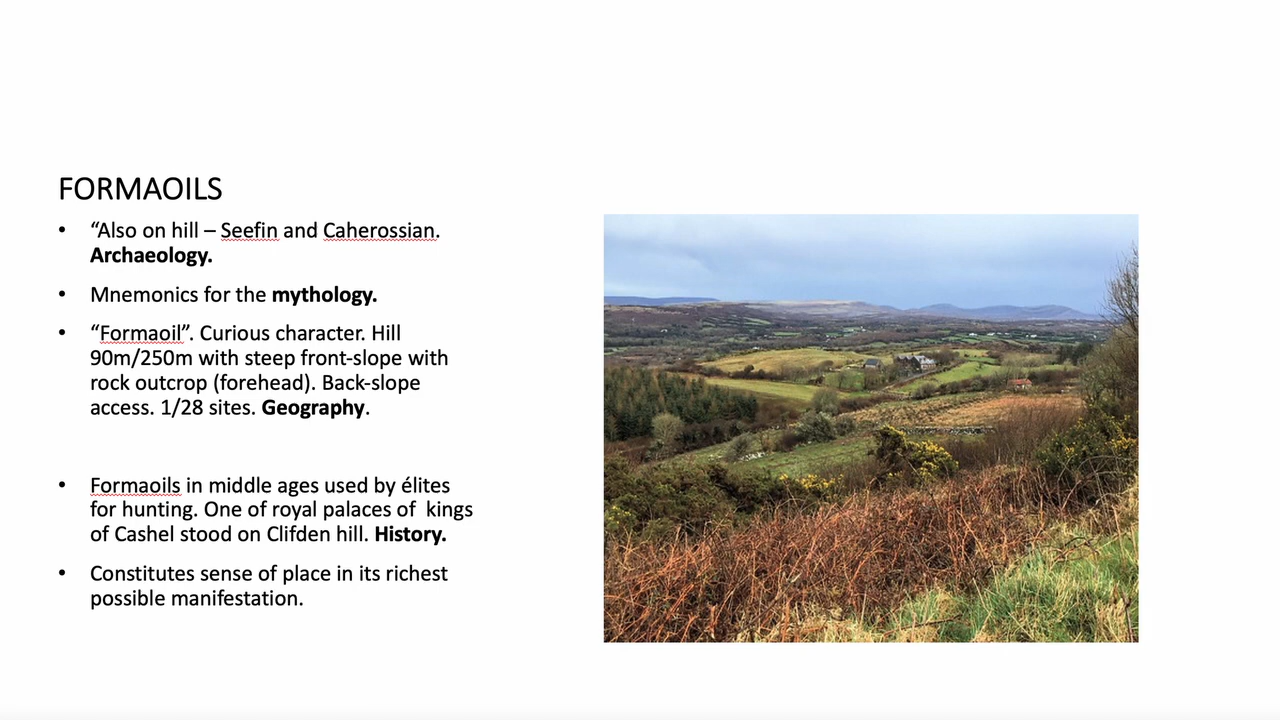 FORMAOILS
• “Also on hill – Seefin and Caherossian.
Archaeology.
• Mnemonics for the mythology.
• “Formaoil”. Curious character. Hill
90m/250m with steep front-slope with
rock outcrop (forehead). Back-slope
access. 1/28 sites. Geography.
• Formaoils in middle ages used by élites
for hunting. One of royal palaces of  kings
of Cashel stood on Clifden hill. History.
• Constitutes sense of place in its richest
possible manifestation.